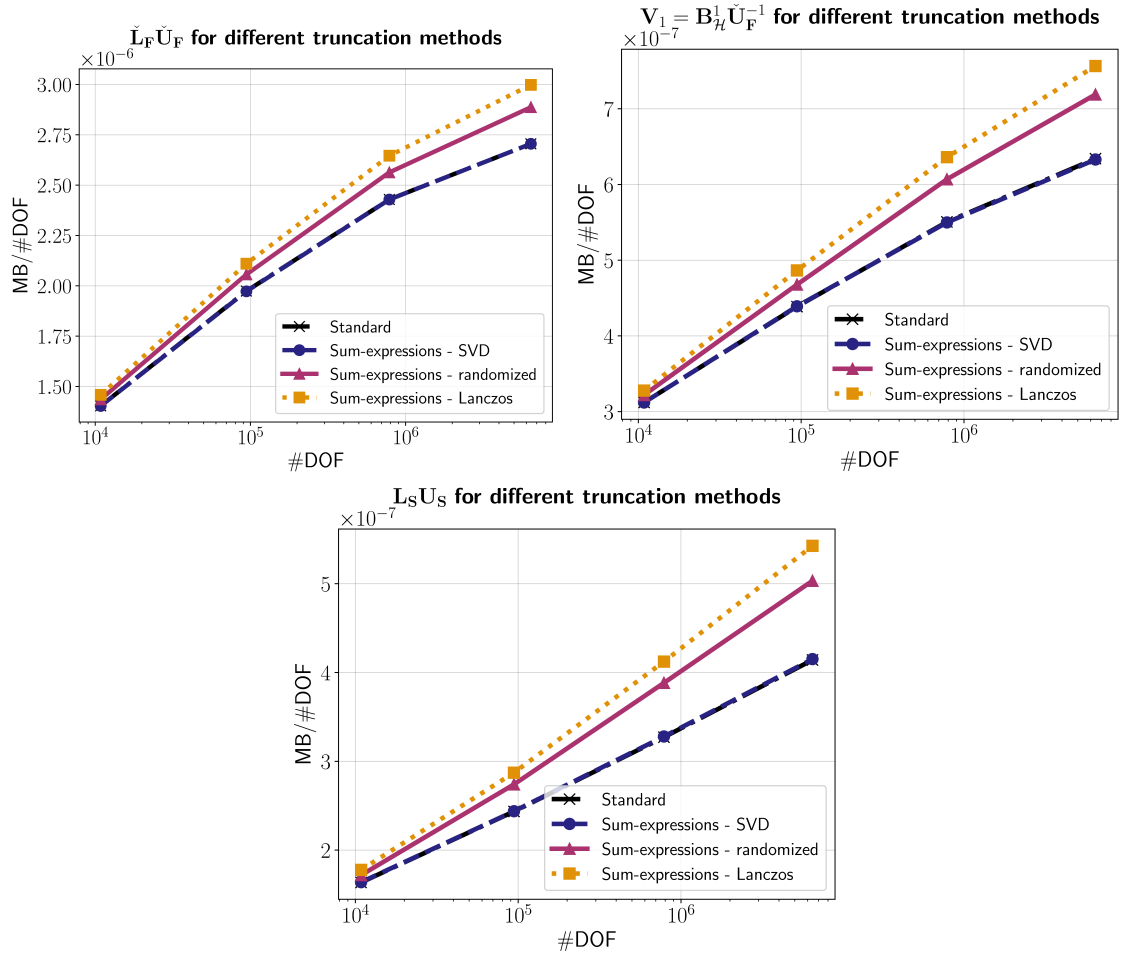 ĽFǓF for different truncation methods
×10−6
3.00
2.75
2.50
2.25
2.00
1.75
1.50
MB/#DOF
10^4 10^5 10^6
#DOF
Standard
Sum-expressions - SVD
Sum-expressions - randomized
Sum-expressions - Lanczos
V₁ = B¹_ℋ Ǔ_F⁻¹ for different truncation methods
×10−7
7
6
5
4
3
MB/#DOF
10^4 10^5 10^6
#DOF
Standard
Sum-expressions - SVD
Sum-expressions - randomized
Sum-expressions - Lanczos
L_S U_S for different truncation methods
×10−7
5
4
3
2
MB/#DOF
10^4 10^5 10^6
#DOF
Standard
Sum-expressions - SVD
Sum-expressions - randomized
Sum-expressions - Lanczos